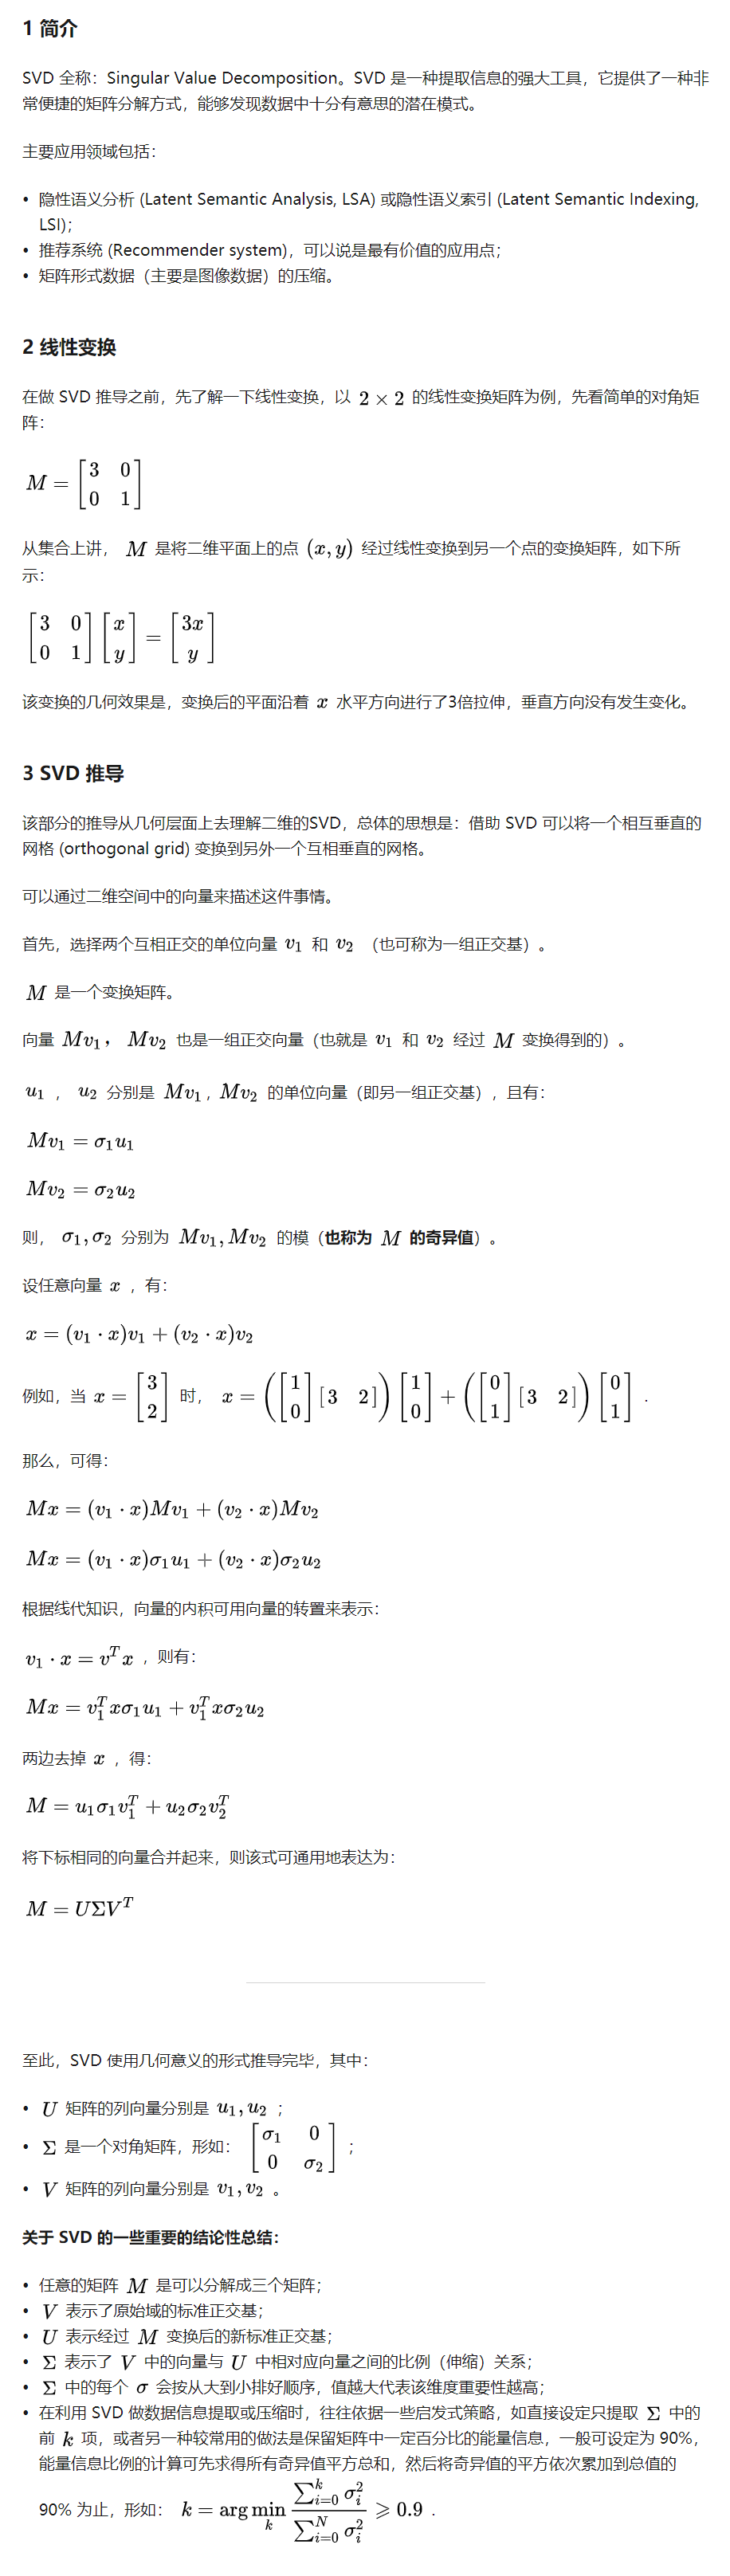 1 简介
SVD 全称：Singular Value Decomposition。SVD 是一种提取信息的强大工具，它提供了一种非
常便捷的矩阵分解方式，能够发现数据中十分有意思的潜在模式。
主要应用领域包括：
• 隐性语义分析 (Latent Semantic Analysis, LSA) 或隐性语义索引 (Latent Semantic Indexing,
LSI)；
• 推荐系统 (Recommender system)，可以说是最有价值的应用点；
• 矩阵形式数据（主要是图像数据）的压缩。
2 线性变换
在做 SVD 推导之前，先了解一下线性变换，以 $2 \times 2$ 的线性变换矩阵为例，先看简单的对角矩
阵：
$M = \begin{bmatrix} 3 & 0 \\ 0 & 1 \end{bmatrix}$
从集合上讲， $M$ 是将二维平面上的点 $(x, y)$ 经过线性变换到另一个点的变换矩阵，如下所
示：
$\begin{bmatrix} 3 & 0 \\ 0 & 1 \end{bmatrix} \begin{bmatrix} x \\ y \end{bmatrix} = \begin{bmatrix} 3x \\ y \end{bmatrix}$
该变换的几何效果是，变换后的平面沿着 $x$ 水平方向进行了3倍拉伸，垂直方向没有发生变化。
3 SVD 推导
该部分的推导从几何层面上去理解二维的SVD，总体的思想是：借助 SVD 可以将一个相互垂直的
网格 (orthogonal grid) 变换到另外一个互相垂直的网格。
可以通过二维空间中的向量来描述这件事情。
首先，选择两个互相正交的单位向量 $v_1$ 和 $v_2$ （也可称为一组正交基）。
$M$ 是一个变换矩阵。
向量 $Mv_1$， $Mv_2$ 也是一组正交向量（也就是 $v_1$ 和 $v_2$ 经过 $M$ 变换得到的）。
$u_1$ ， $u_2$ 分别是 $Mv_1$ , $Mv_2$ 的单位向量（即另一组正交基），且有：
$Mv_1 = \sigma_1 u_1$
$Mv_2 = \sigma_2 u_2$
则， $\sigma_1, \sigma_2$ 分别为 $Mv_1, Mv_2$ 的模（也称为 $M$ 的奇异值）。
设任意向量 $x$ ，有：
$x = (v_1 \cdot x)v_1 + (v_2 \cdot x)v_2$
例如，当 $x = \begin{bmatrix} 3 \\ 2 \end{bmatrix}$ 时， $x = \left( \begin{bmatrix} 1 \\ 0 \end{bmatrix} [3 \quad 2] \right) \begin{bmatrix} 1 \\ 0 \end{bmatrix} + \left( \begin{bmatrix} 0 \\ 1 \end{bmatrix} [3 \quad 2] \right) \begin{bmatrix} 0 \\ 1 \end{bmatrix}$ .
那么，可得：
$Mx = (v_1 \cdot x)Mv_1 + (v_2 \cdot x)Mv_2$
$Mx = (v_1 \cdot x)\sigma_1 u_1 + (v_2 \cdot x)\sigma_2 u_2$
根据线代知识，向量的内积可用向量的转置来表示：
$v_1 \cdot x = v^T x$ ，则有：
$Mx = v_1^T x \sigma_1 u_1 + v_1^T x \sigma_2 u_2$
两边去掉 $x$ ，得：
$M = u_1 \sigma_1 v_1^T + u_2 \sigma_2 v_2^T$
将下标相同的向量合并起来，则该式可通用地表达为：
$M = U \Sigma V^T$
至此，SVD 使用几何意义的形式推导完毕，其中：
• $U$ 矩阵的列向量分别是 $u_1, u_2$ ；
• $\Sigma$ 是一个对角矩阵，形如： $\begin{bmatrix} \sigma_1 & 0 \\ 0 & \sigma_2 \end{bmatrix}$ ；
• $V$ 矩阵的列向量分别是 $v_1, v_2$ 。
关于 SVD 的一些重要的结论性总结：
• 任意的矩阵 $M$ 是可以分解成三个矩阵；
• $V$ 表示了原始域的标准正交基；
• $U$ 表示经过 $M$ 变换后的新标准正交基；
• $\Sigma$ 表示了 $V$ 中的向量与 $U$ 中相对应向量之间的比例（伸缩）关系；
• $\Sigma$ 中的每个 $\sigma$ 会按从大到小排好顺序，值越大代表该维度重要性越高；
• 在利用 SVD 做数据信息提取或压缩时，往往依据一些启发式策略，如直接设定只提取 $\Sigma$ 中的
前 $k$ 项，或者另一种较常用的做法是保留矩阵中一定百分比的能量信息，一般可设定为 90%，
能量信息比例的计算可先求得所有奇异值平方总和，然后将奇异值的平方依次累加到总值的
90% 为止，形如： $k = \arg\min_k \frac{\sum_{i=0}^{k} \sigma_i^2}{\sum_{i=0}^{N} \sigma_i^2} \geqslant 0.9$ .